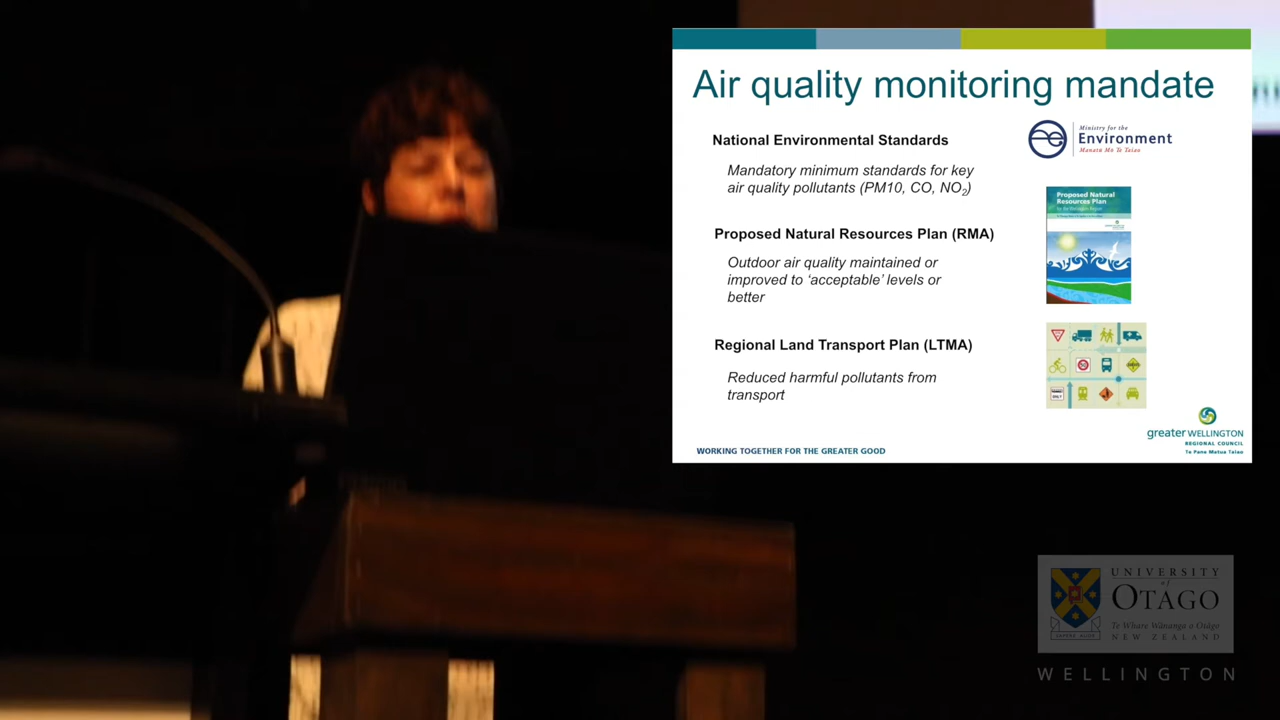 Air quality monitoring mandate
National Environmental Standards
Mandatory minimum standards for key
air quality pollutants (PM10, CO, NO2)
Ministry for the
Environment
Manatū Mō Te Taiao
Proposed Natural Resources Plan (RMA)
Outdoor air quality maintained or
improved to ‘acceptable’ levels or
better
Proposed Natural
Resources Plan
Regional Land Transport Plan (LTMA)
Reduced harmful pollutants from
transport
greater WELLINGTON
REGIONAL COUNCIL
Te Pane Matua Taiao
WORKING TOGETHER FOR THE GREATER GOOD
UNIVERSITY
of
OTAGO
Te Whare Wānanga o Otāgo
NEW ZEALAND
SAPERE AUDE
WELLINGTON